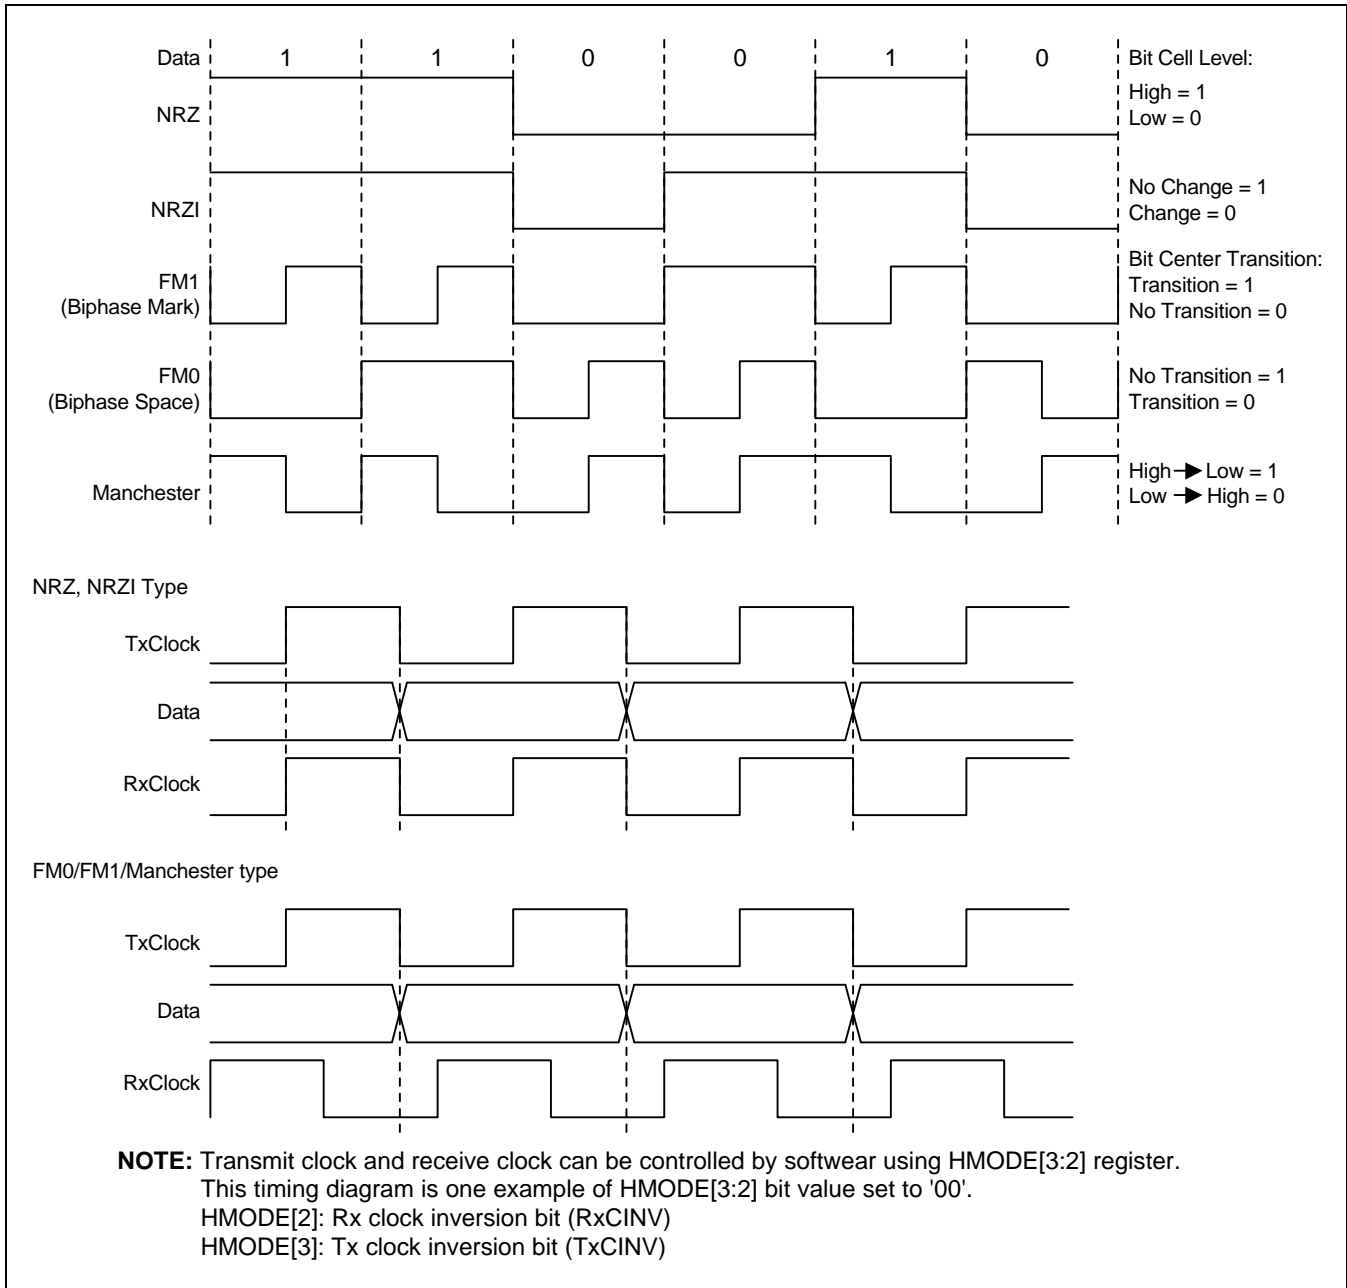 Data 1 1 0 0 1 0 Bit Cell Level:
High = 1
NRZ Low = 0
No Change = 1
NRZI Change = 0
Bit Center Transition:
FM1 Transition = 1
(Biphase Mark) No Transition = 0
FM0 No Transition = 1
(Biphase Space) Transition = 0
High → Low = 1
Manchester Low → High = 0
NRZ, NRZI Type
TxClock
Data
RxClock
FM0/FM1/Manchester type
TxClock
Data
RxClock
NOTE: Transmit clock and receive clock can be controlled by softwear using HMODE[3:2] register.
This timing diagram is one example of HMODE[3:2] bit value set to '00'.
HMODE[2]: Rx clock inversion bit (RxCINV)
HMODE[3]: Tx clock inversion bit (TxCINV)